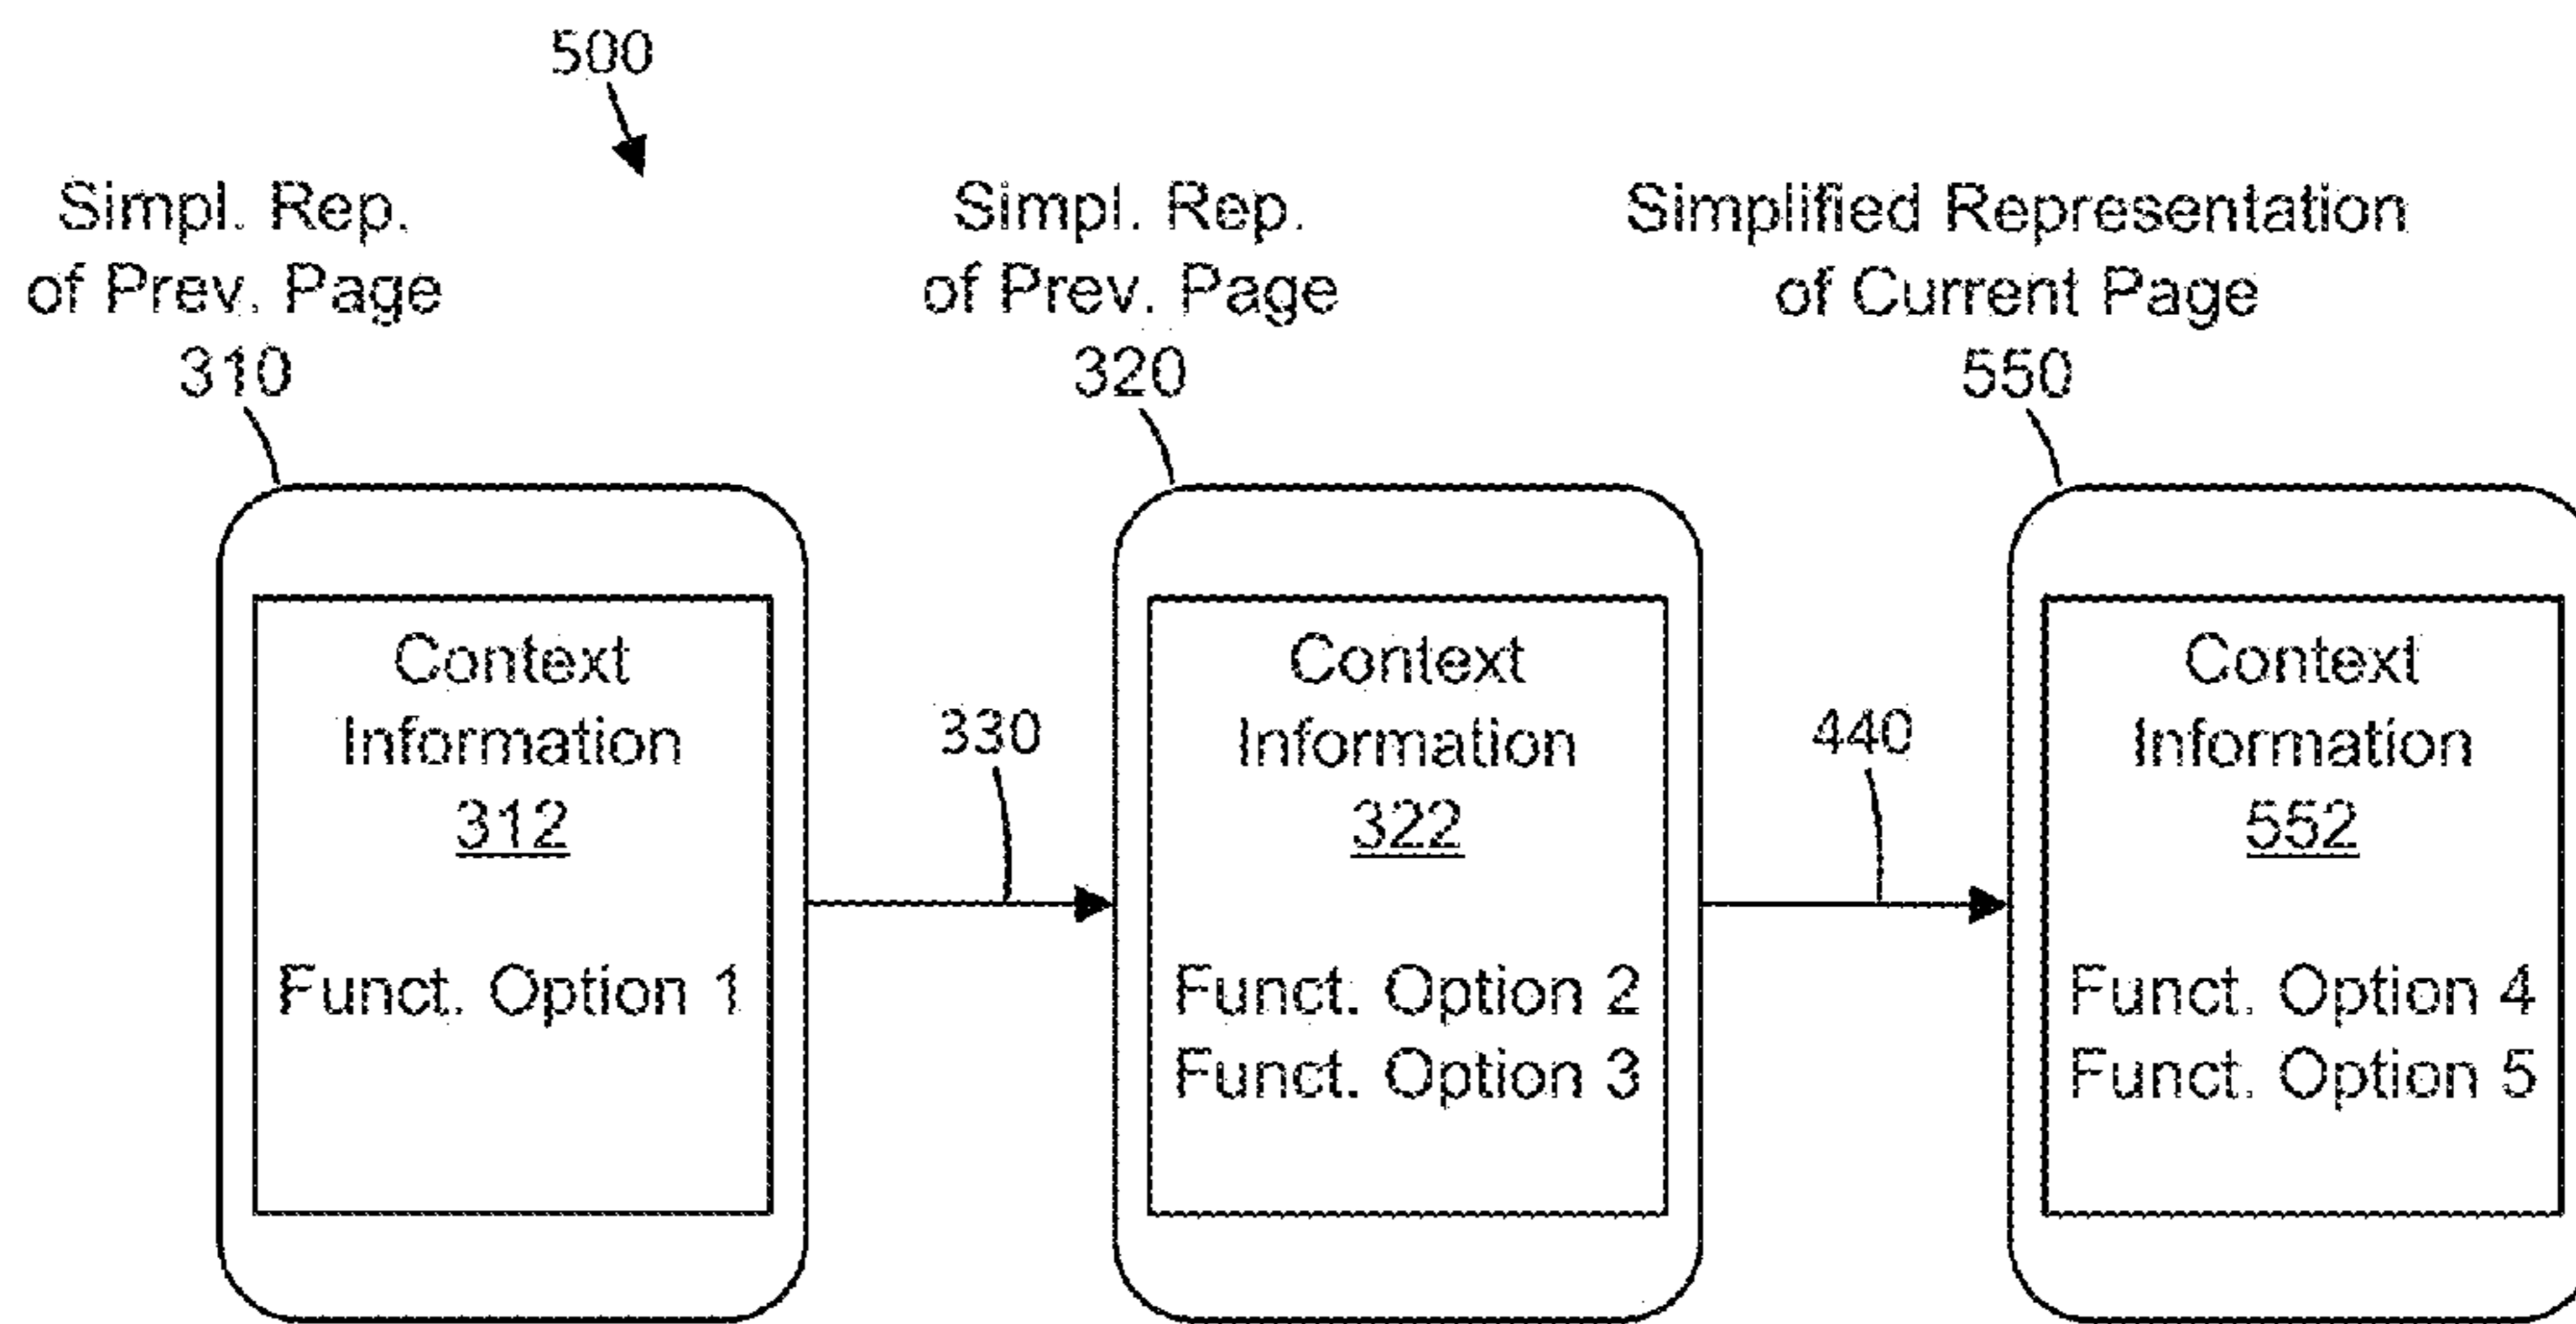 500
Simpl. Rep.
of Prev. Page
310
Simpl. Rep.
of Prev. Page
320
Simplified Representation
of Current Page
550
Context
Information
312
Funct. Option 1
330
Context
Information
322
Funct. Option 2
Funct. Option 3
440
Context
Information
552
Funct. Option 4
Funct. Option 5